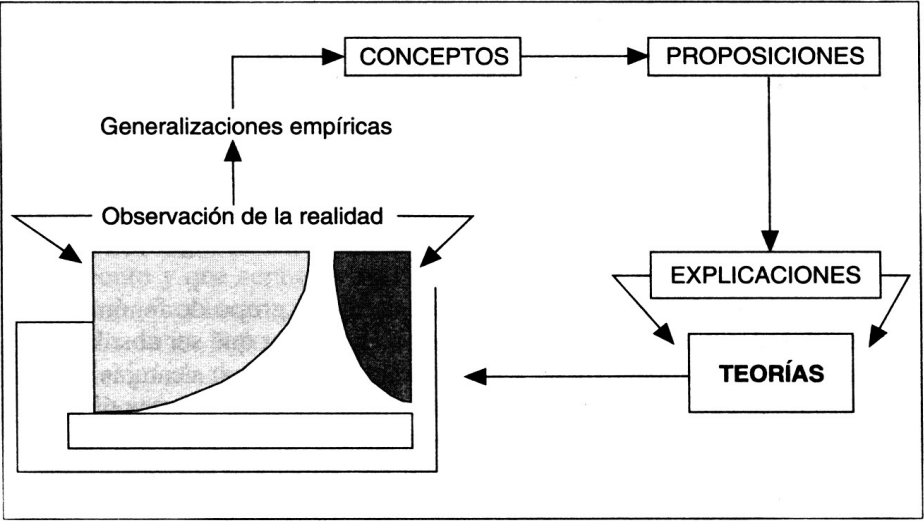 CONCEPTOS
PROPOSICIONES
Generalizaciones empíricas
Observación de la realidad
EXPLICACIONES
TEORÍAS